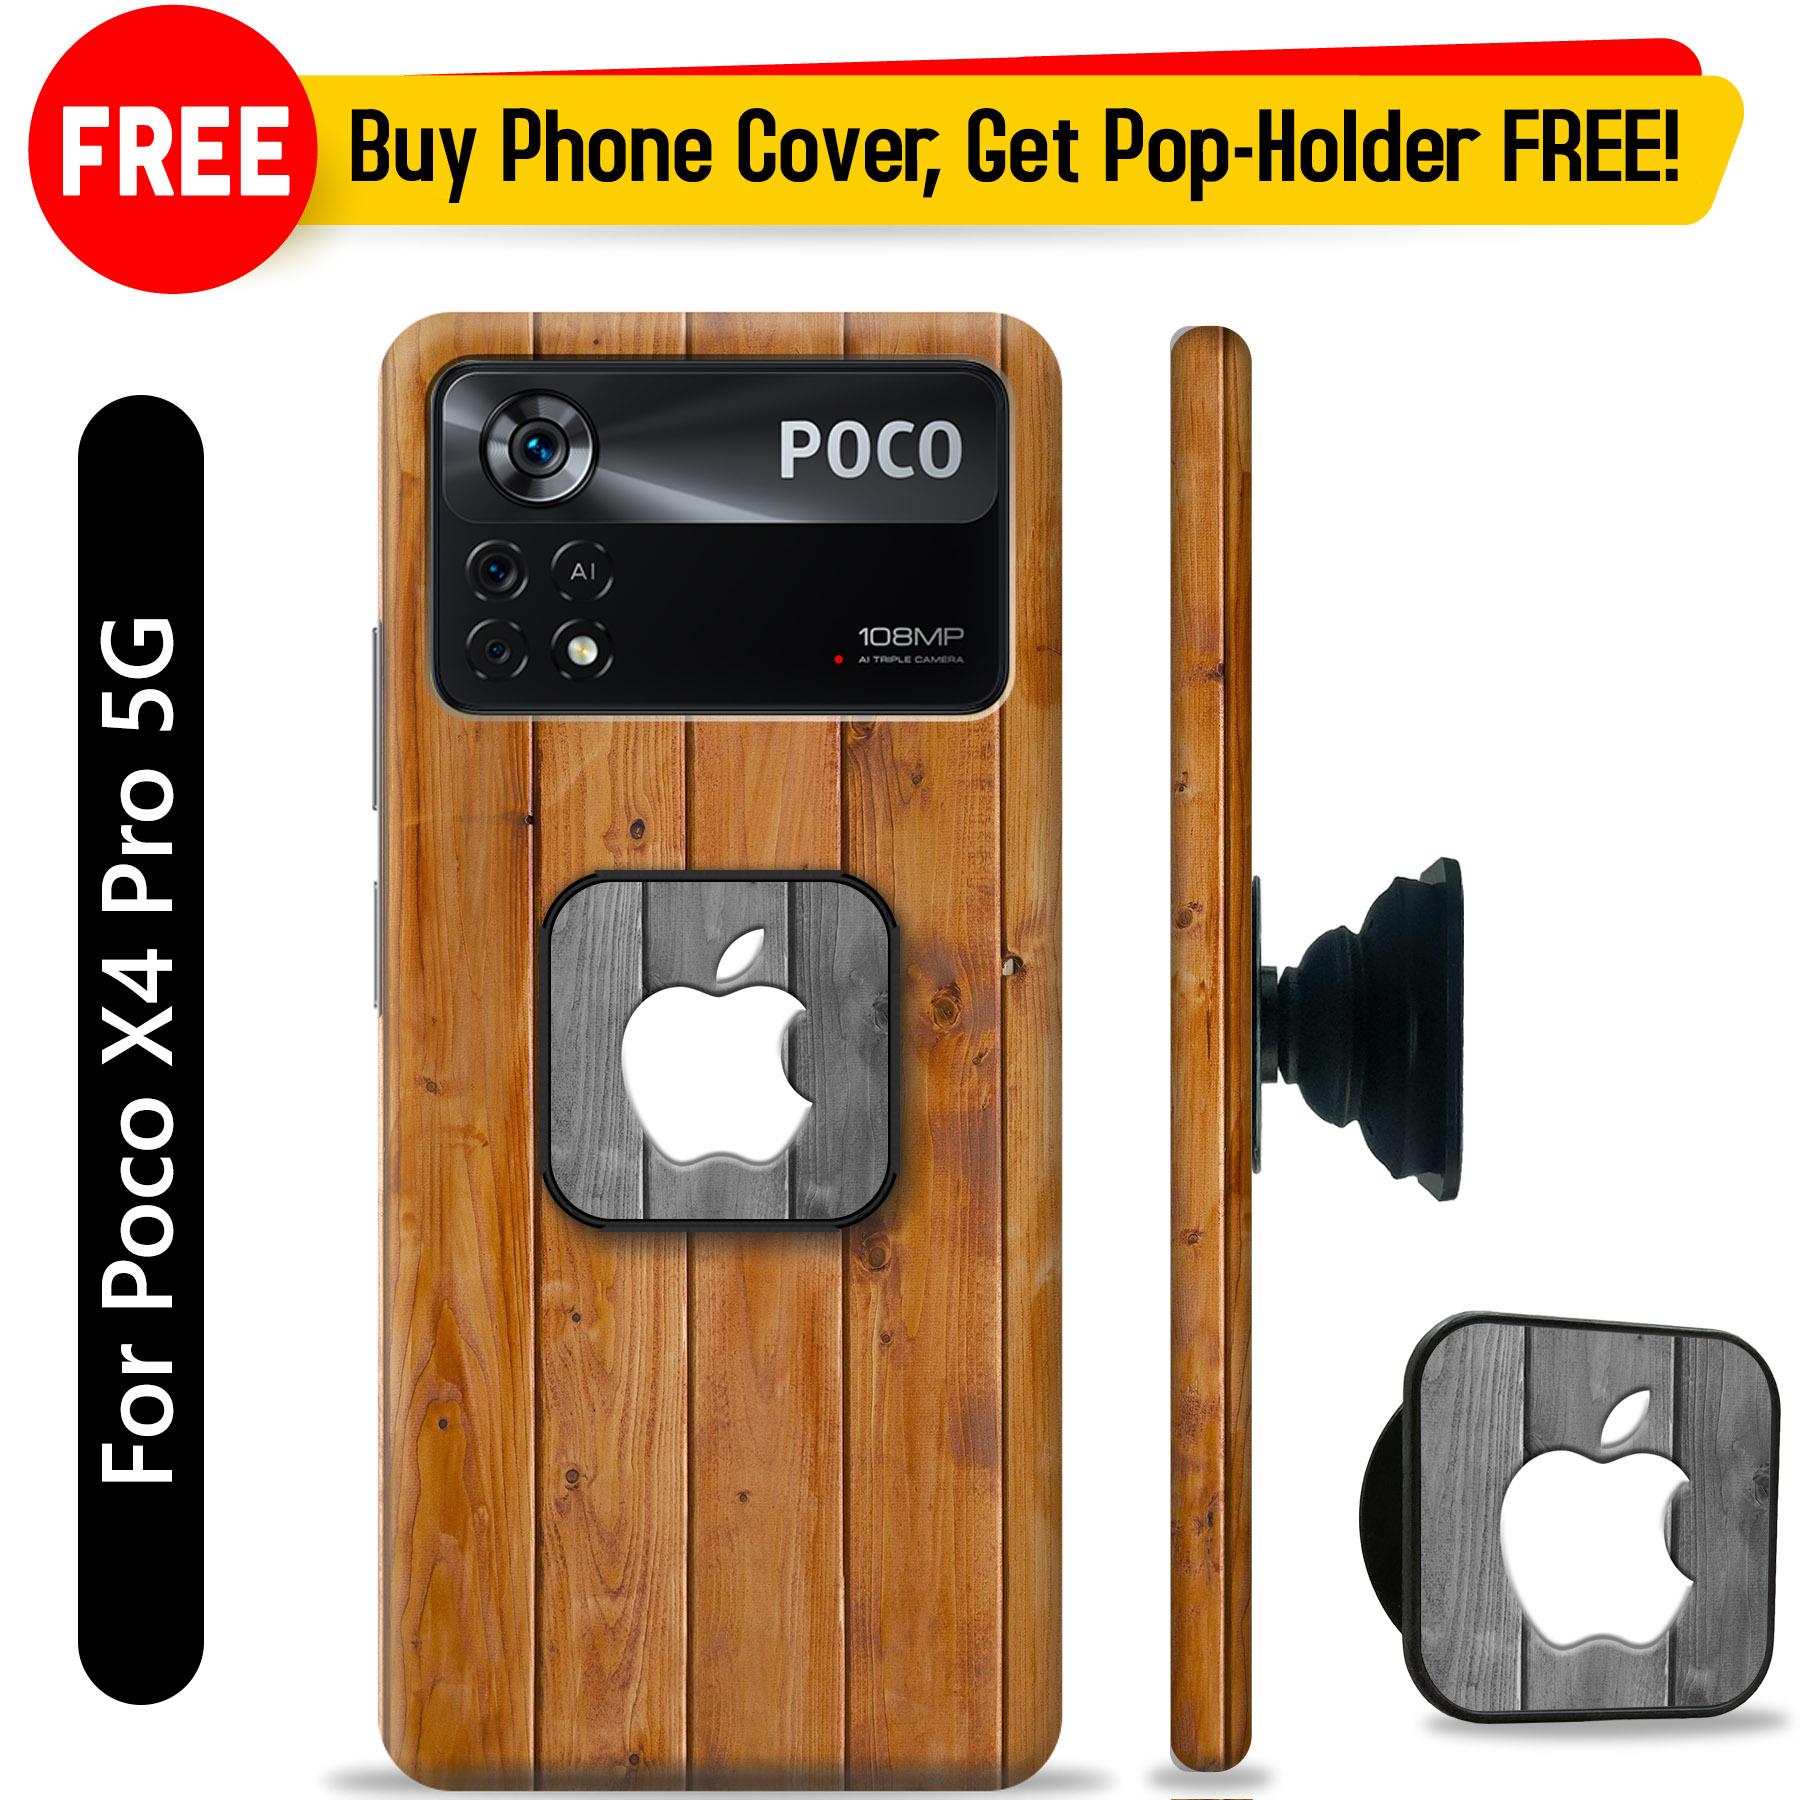 FREE
Buy Phone Cover, Get Pop-Holder FREE!
For Poco X4 Pro 5G
POCO
AI
108MP
AI TRIPLE CAMERA